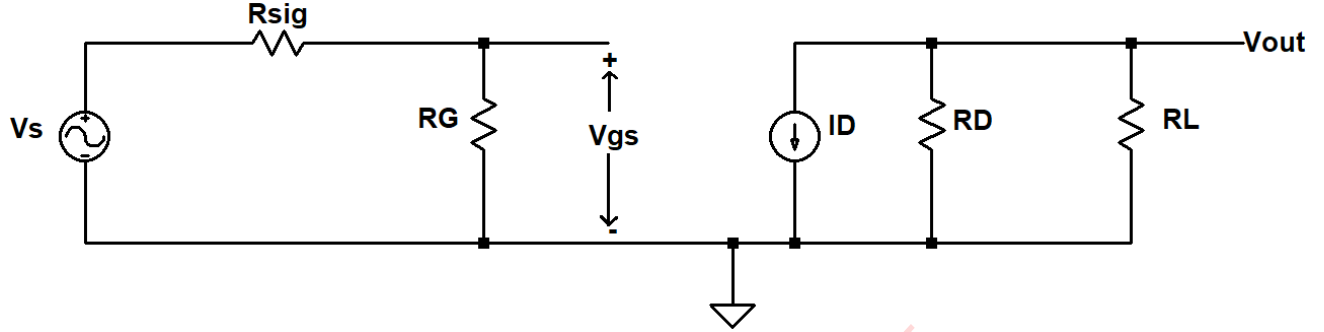 Rsig
Vout
+
Vs
+
-
RG
Vgs
ID
RD
RL
-